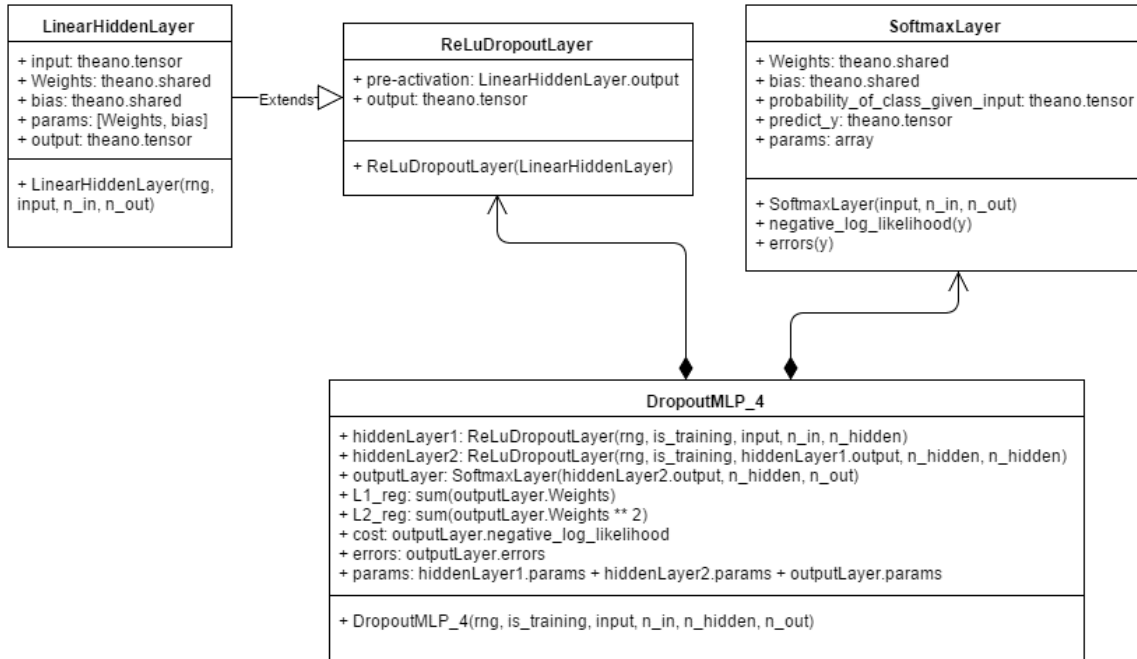 LinearHiddenLayer
+ input: theano.tensor
+ Weights: theano.shared
+ bias: theano.shared
+ params: [Weights, bias]
+ output: theano.tensor
+ LinearHiddenLayer(rng,
input, n_in, n_out)
Extends
ReLuDropoutLayer
+ pre-activation: LinearHiddenLayer.output
+ output: theano.tensor
+ ReLuDropoutLayer(LinearHiddenLayer)
SoftmaxLayer
+ Weights: theano.shared
+ bias: theano.shared
+ probability_of_class_given_input: theano.tensor
+ predict_y: theano.tensor
+ params: array
+ SoftmaxLayer(input, n_in, n_out)
+ negative_log_likelihood(y)
+ errors(y)
DropoutMLP_4
+ hiddenLayer1: ReLuDropoutLayer(rng, is_training, input, n_in, n_hidden)
+ hiddenLayer2: ReLuDropoutLayer(rng, is_training, hiddenLayer1.output, n_hidden, n_hidden)
+ outputLayer: SoftmaxLayer(hiddenLayer2.output, n_hidden, n_out)
+ L1_reg: sum(outputLayer.Weights)
+ L2_reg: sum(outputLayer.Weights ** 2)
+ cost: outputLayer.negative_log_likelihood
+ errors: outputLayer.errors
+ params: hiddenLayer1.params + hiddenLayer2.params + outputLayer.params
+ DropoutMLP_4(rng, is_training, input, n_in, n_hidden, n_out)